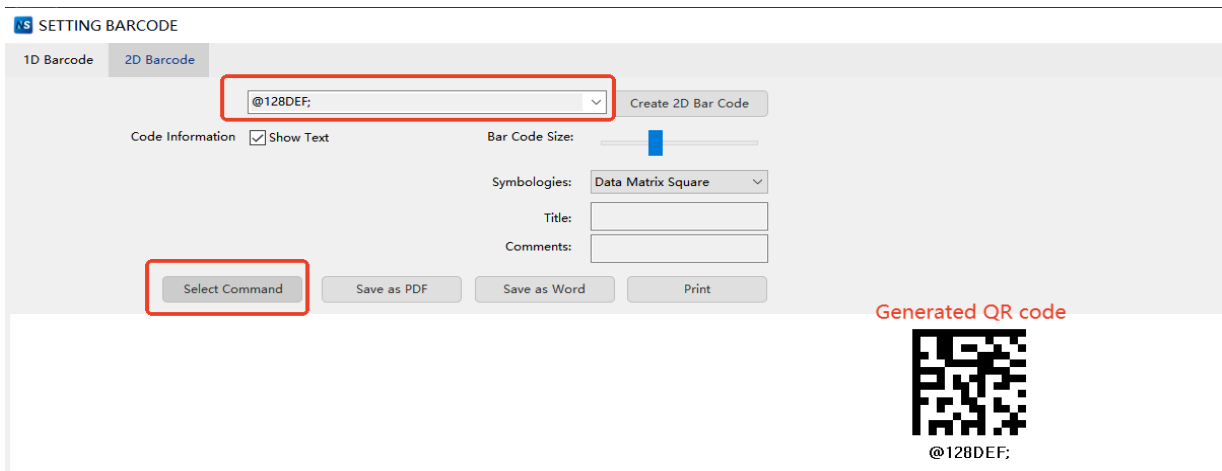 NS SETTING BARCODE
1D Barcode 2D Barcode
@128DEF; Create 2D Bar Code
Code Information Show Text Bar Code Size:
Symbologies: Data Matrix Square
Title:
Comments:
Select Command Save as PDF Save as Word Print
Generated QR code
@128DEF;